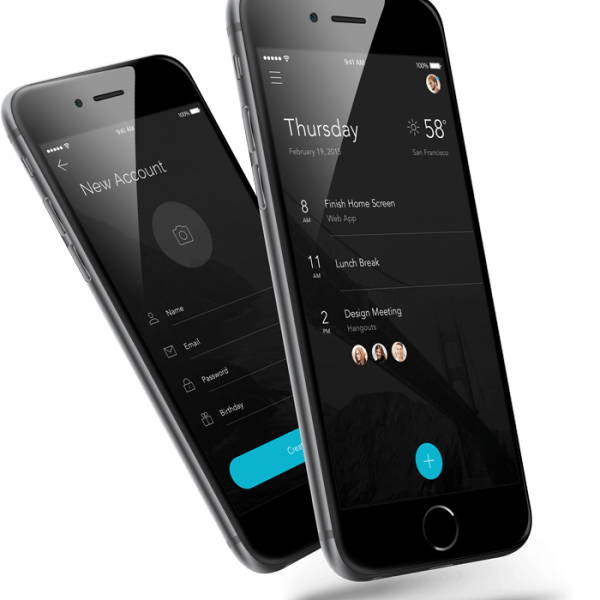 9:41 AM
100%
New Account
Name
Email
Password
Birthday
9:41 AM
100%
Thursday
58°
February 19, 2015
San Francisco
8
AM
Finish Home Screen
Web App
11
AM
Lunch Break
2
PM
Design Meeting
Hangouts